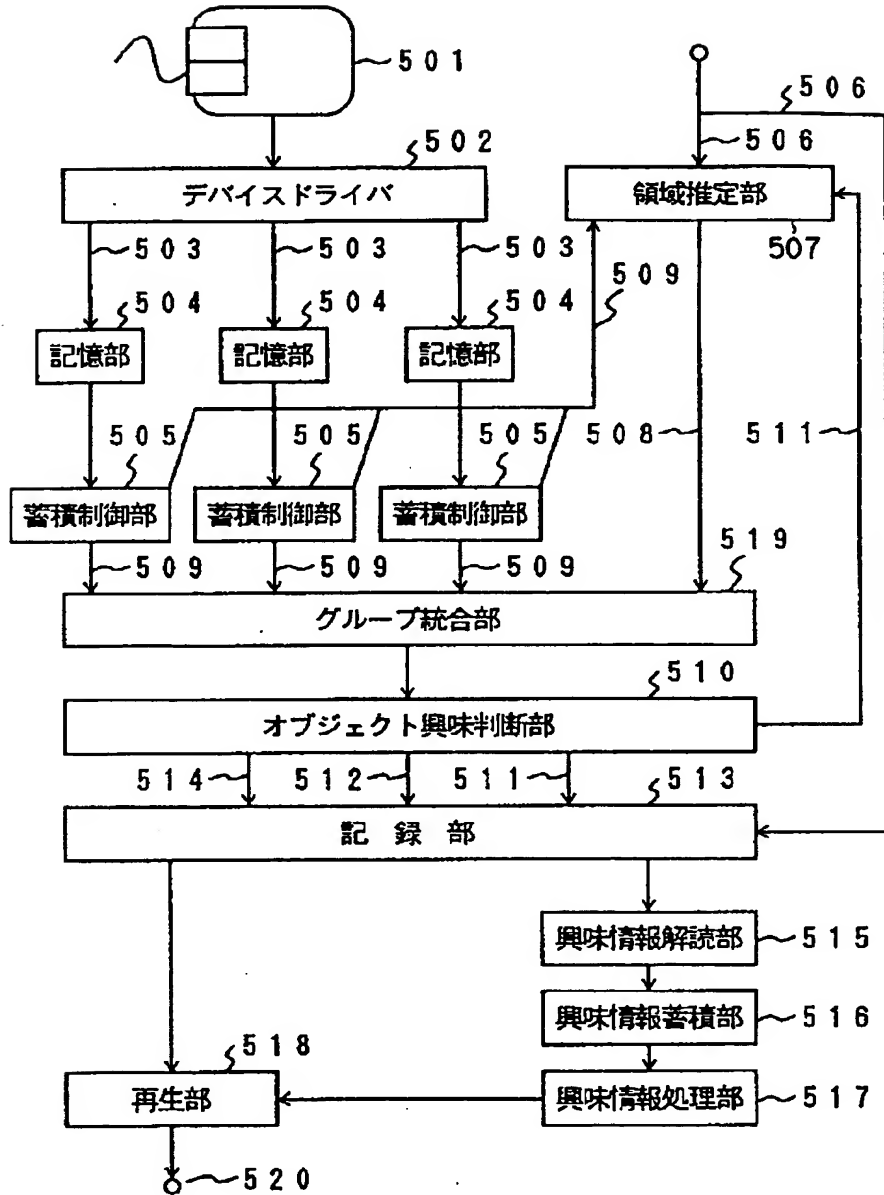 501
506
502
506
デバイスドライバ
領域推定部
503 503 503
507
509
504 504 504
記憶部 記憶部 記憶部
505 505 505 508 511
蓄積制御部 蓄積制御部 蓄積制御部
519
509 509 509
グループ統合部
510
オブジェクト興味判断部
514 512 511 513
記録部
興味情報解読部 515
興味情報蓄積部 516
518
再生部
興味情報処理部 517
520